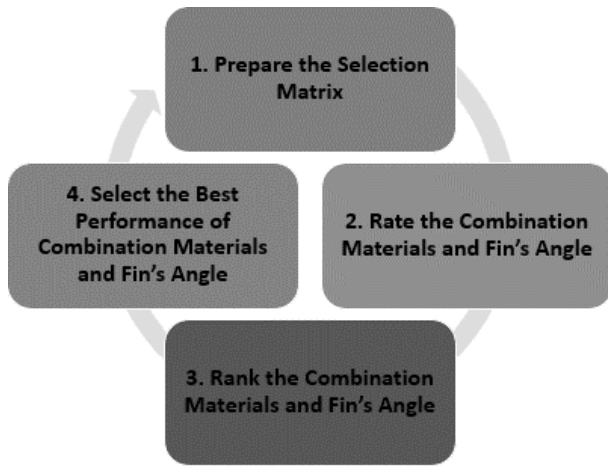 1. Prepare the Selection
Matrix
2. Rate the Combination
Materials and Fin’s Angle
3. Rank the Combination
Materials and Fin’s Angle
4. Select the Best
Performance of
Combination Materials
and Fin’s Angle